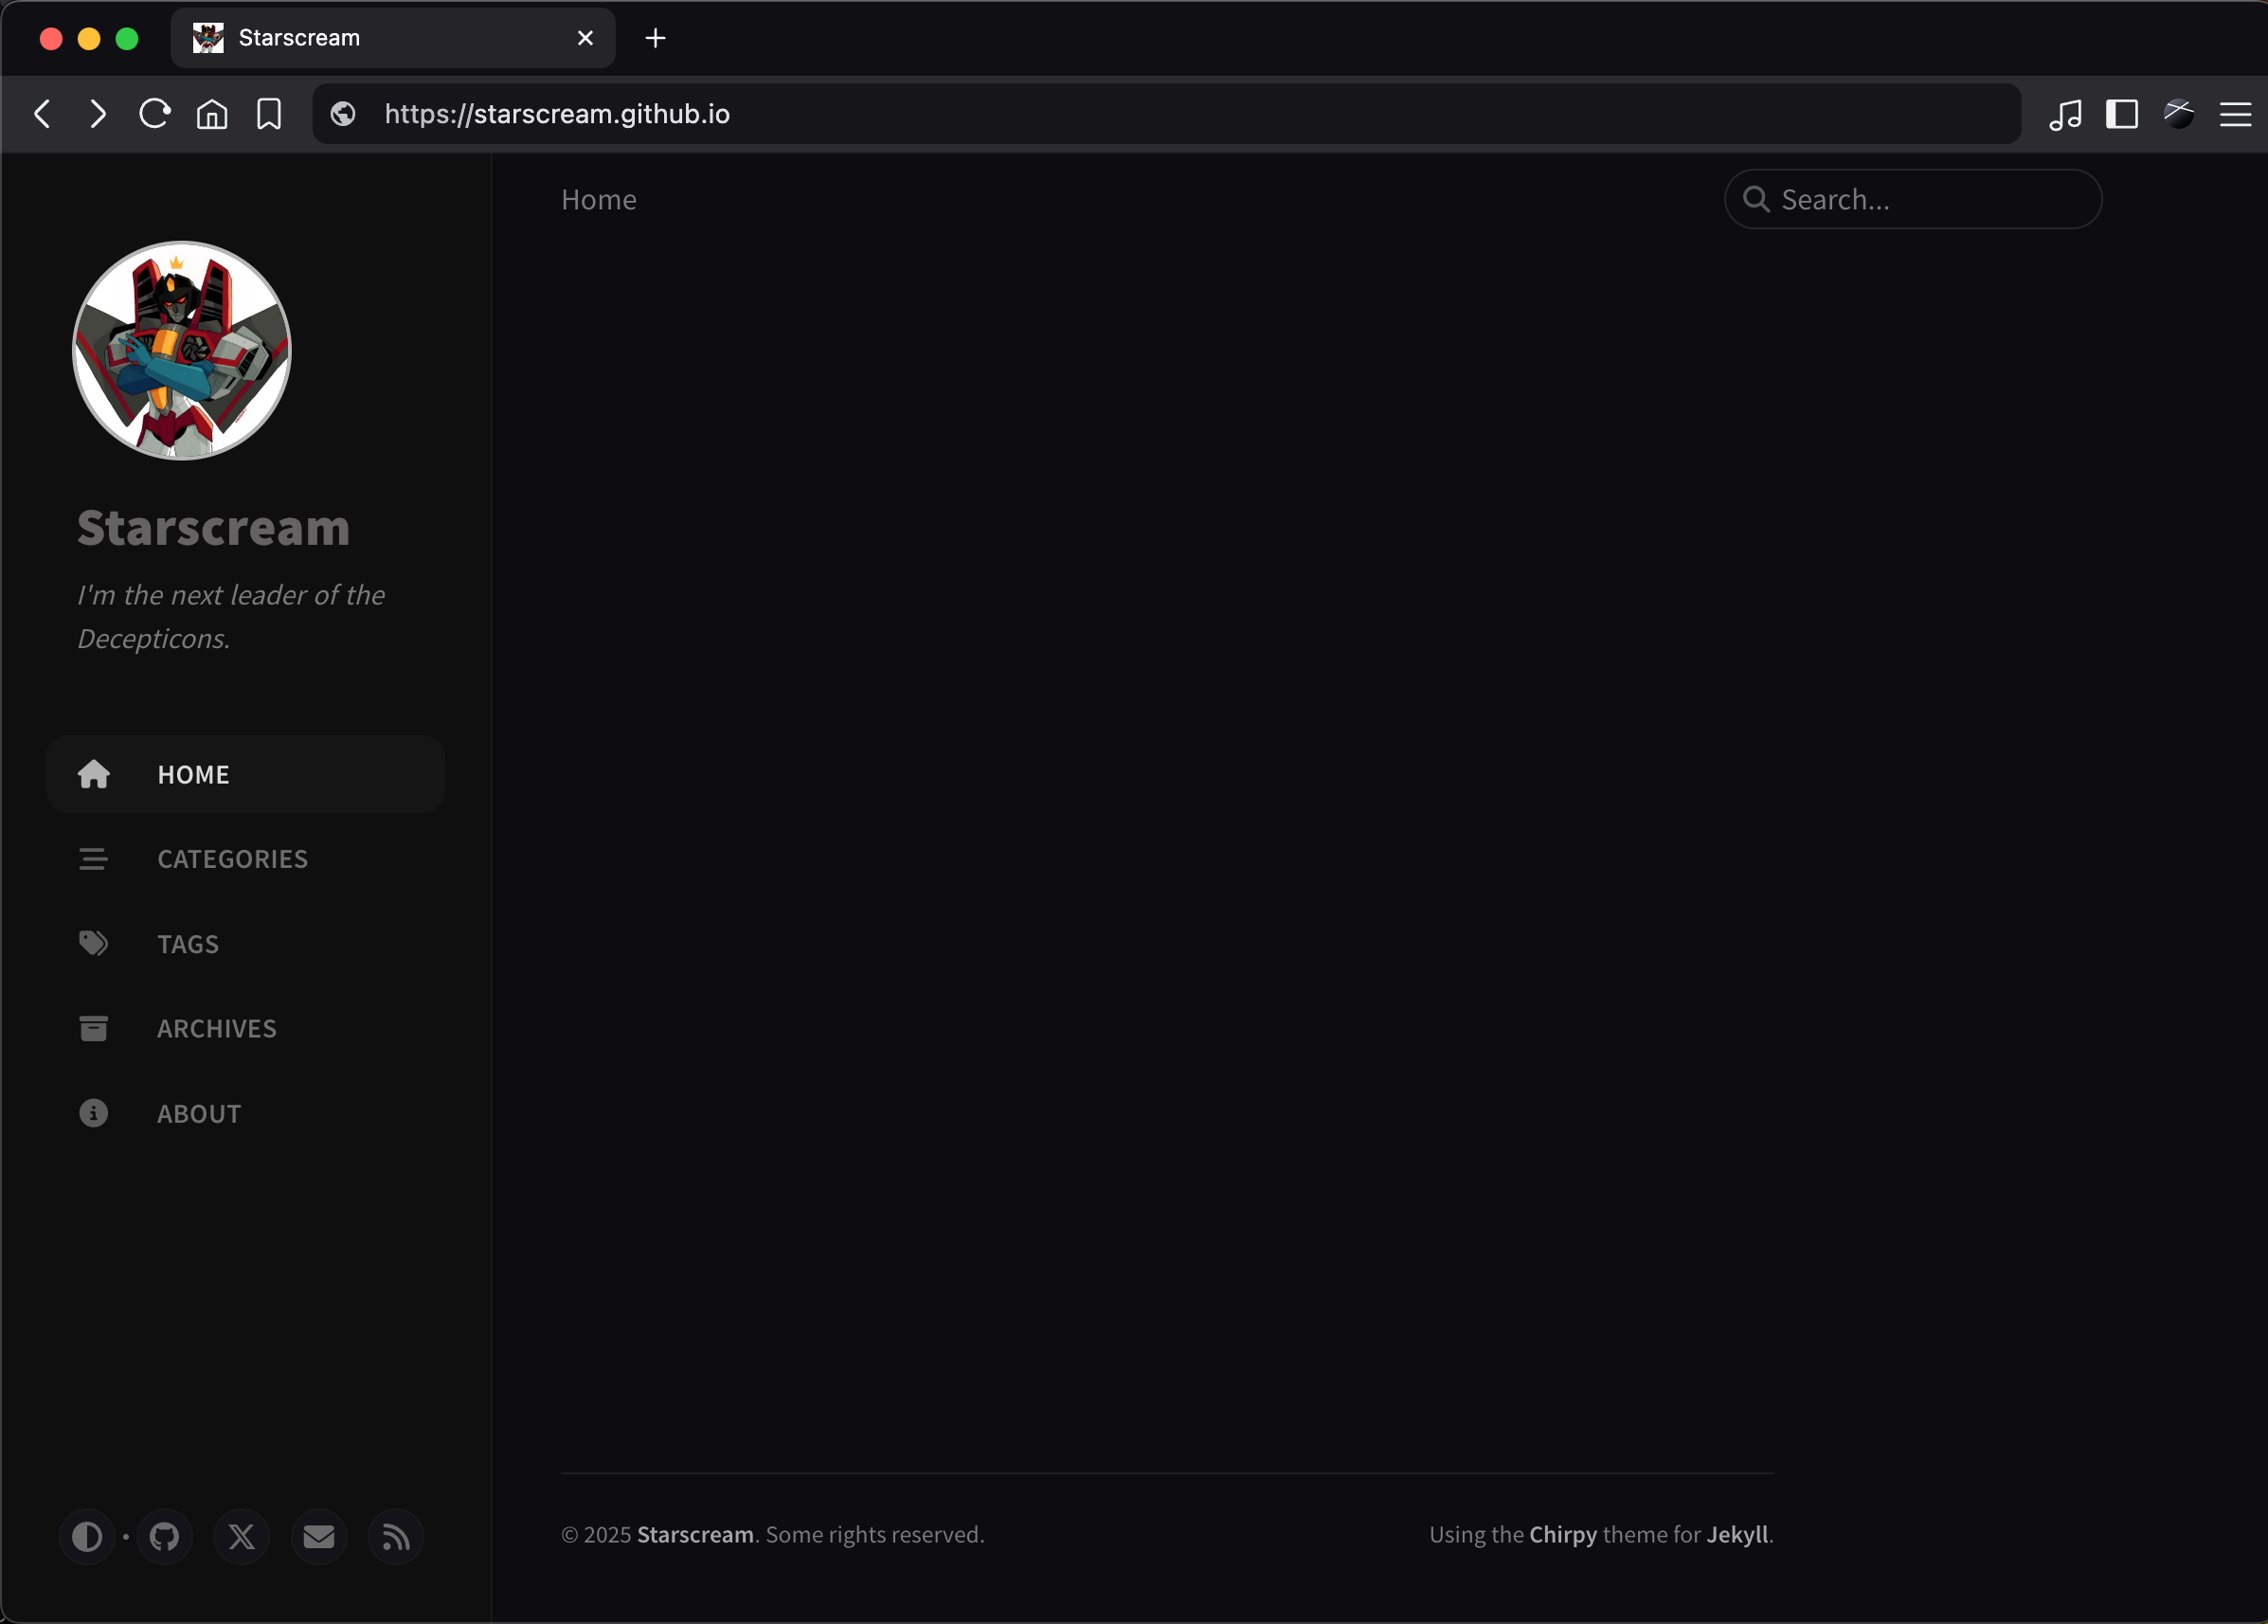 Starscream
https://starscream.github.io
Home
Search...
Starscream
I'm the next leader of the
Decepticons.
HOME
CATEGORIES
TAGS
ARCHIVES
ABOUT
© 2025 Starscream. Some rights reserved.
Using the Chirpy theme for Jekyll.